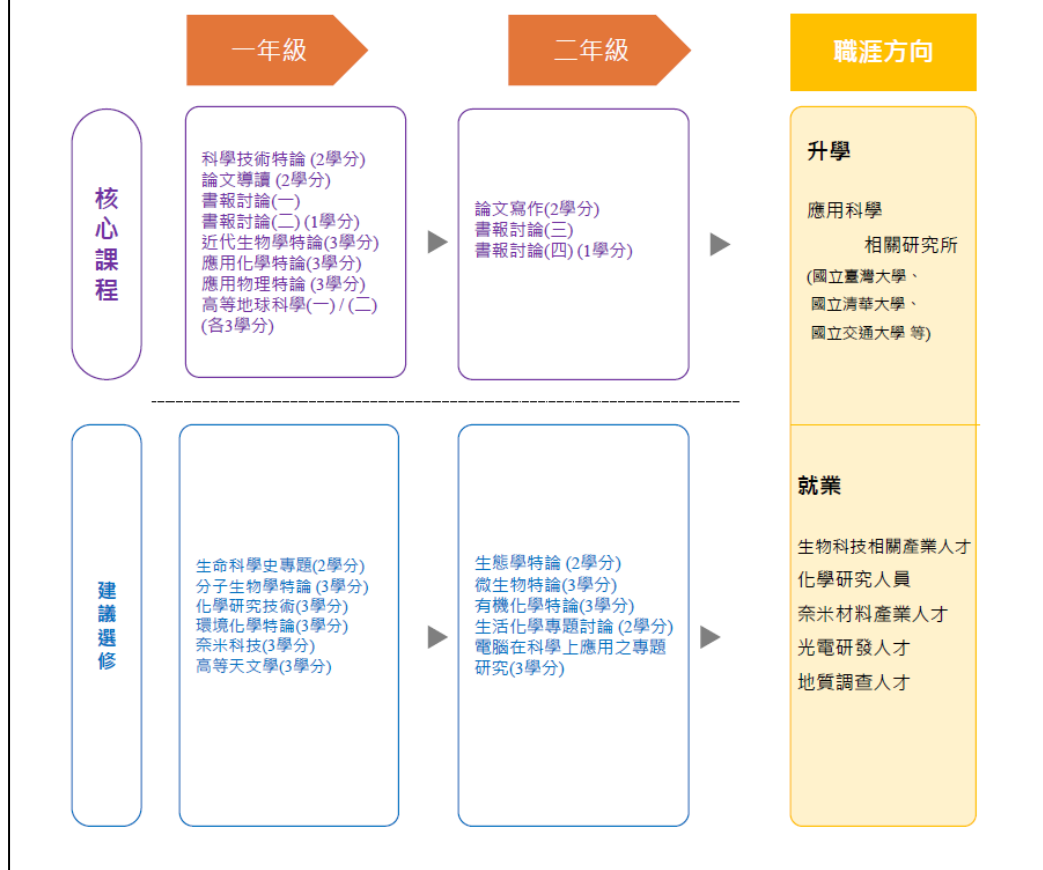 一年級
二年級
職涯方向
核心課程
科學技術特論 (2學分)
論文導讀 (2學分)
書報討論(一)
書報討論(二) (1學分)
近代生物學特論(3學分)
應用化學特論(3學分)
應用物理特論 (3學分)
高等地球科學(一) / (二)
(各3學分)
論文寫作(2學分)
書報討論(三)
書報討論(四) (1學分)
升學
應用科學
相關研究所
(國立臺灣大學、
國立清華大學、
國立交通大學 等)
建議選修
生命科學史專題(2學分)
分子生物學特論 (3學分)
化學研究技術(3學分)
環境化學特論(3學分)
奈米科技(3學分)
高等天文學(3學分)
生態學特論 (2學分)
微生物特論(3學分)
有機化學特論(3學分)
生活化學專題討論 (2學分)
電腦在科學上應用之專題
研究(3學分)
就業
生物科技相關產業人才
化學研究人員
奈米材料產業人才
光電研發人才
地質調查人才